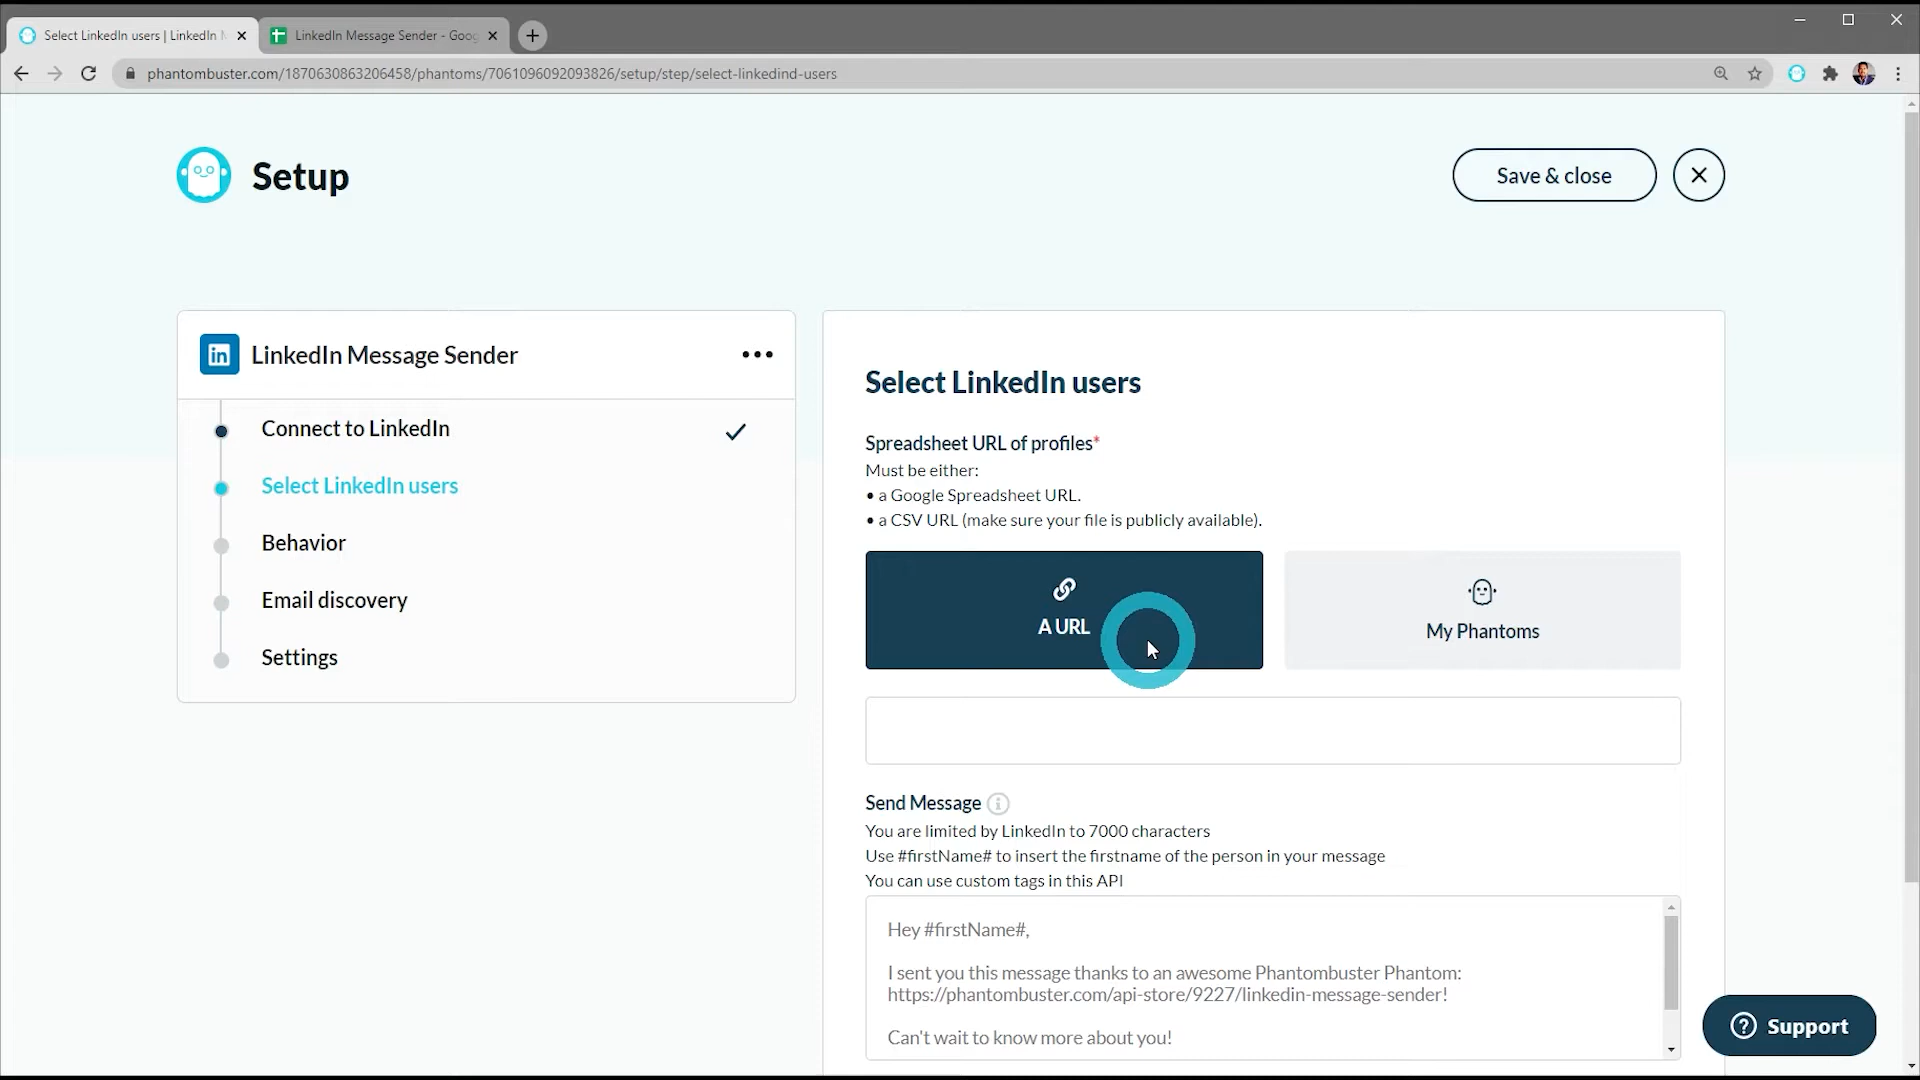 Select LinkedIn users | LinkedIn M
LinkedIn Message Sender - Goog
phantombuster.com/1870630863206458/phantoms/7061096092093826/setup/step/select-linkedind-users
Setup
Save & close
in LinkedIn Message Sender
Connect to LinkedIn
Select LinkedIn users
Behavior
Email discovery
Settings
Select LinkedIn users
Spreadsheet URL of profiles*
Must be either:
• a Google Spreadsheet URL.
• a CSV URL (make sure your file is publicly available).
A URL
My Phantoms
Send Message
You are limited by LinkedIn to 7000 characters
Use #firstName# to insert the firstname of the person in your message
You can use custom tags in this API
Hey #firstName#,
I sent you this message thanks to an awesome Phantombuster Phantom:
https://phantombuster.com/api-store/9227/linkedin-message-sender!
Can't wait to know more about you!
Support